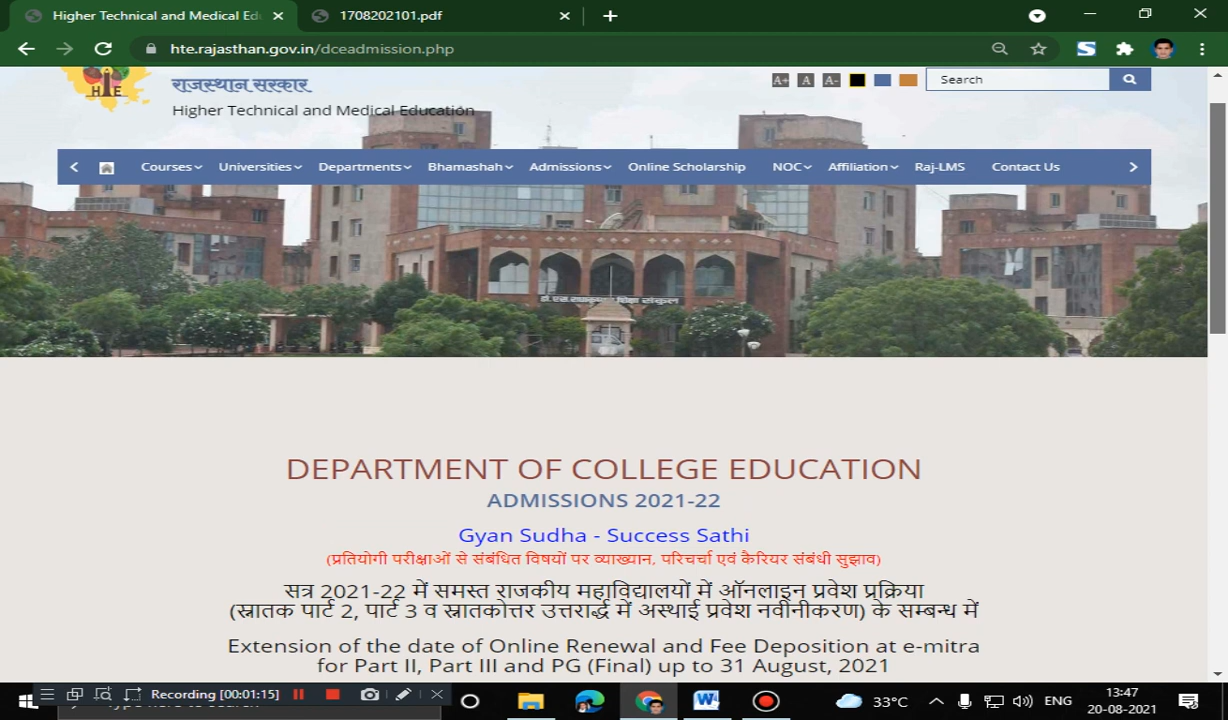 Higher Technical and Medical Ed
1708202101.pdf
hte.rajasthan.gov.in/dceadmission.php
HTE
राजस्थान सरकार
Higher Technical and Medical Education
A+ A A-
Search
Courses Universities Departments Bhamashah Admissions Online Scholarship NOC Affiliation Raj-LMS Contact Us
DEPARTMENT OF COLLEGE EDUCATION
ADMISSIONS 2021-22
Gyan Sudha - Success Sathi
(प्रतियोगी परीक्षाओं से संबंधित विषयों पर व्याख्यान, परिचर्चा एवं कैरियर संबंधी सुझाव)
सत्र 2021-22 में समस्त राजकीय महाविद्यालयों में ऑनलाइन प्रवेश प्रक्रिया
(स्नातक पार्ट 2, पार्ट 3 व स्नातकोत्तर उत्तरार्द्ध में अस्थाई प्रवेश नवीनीकरण) के सम्बन्ध में
Extension of the date of Online Renewal and Fee Deposition at e-mitra
for Part II, Part III and PG (Final) up to 31 August, 2021
Recording [00:01:15]
33°C
ENG
13:47
20-08-2021